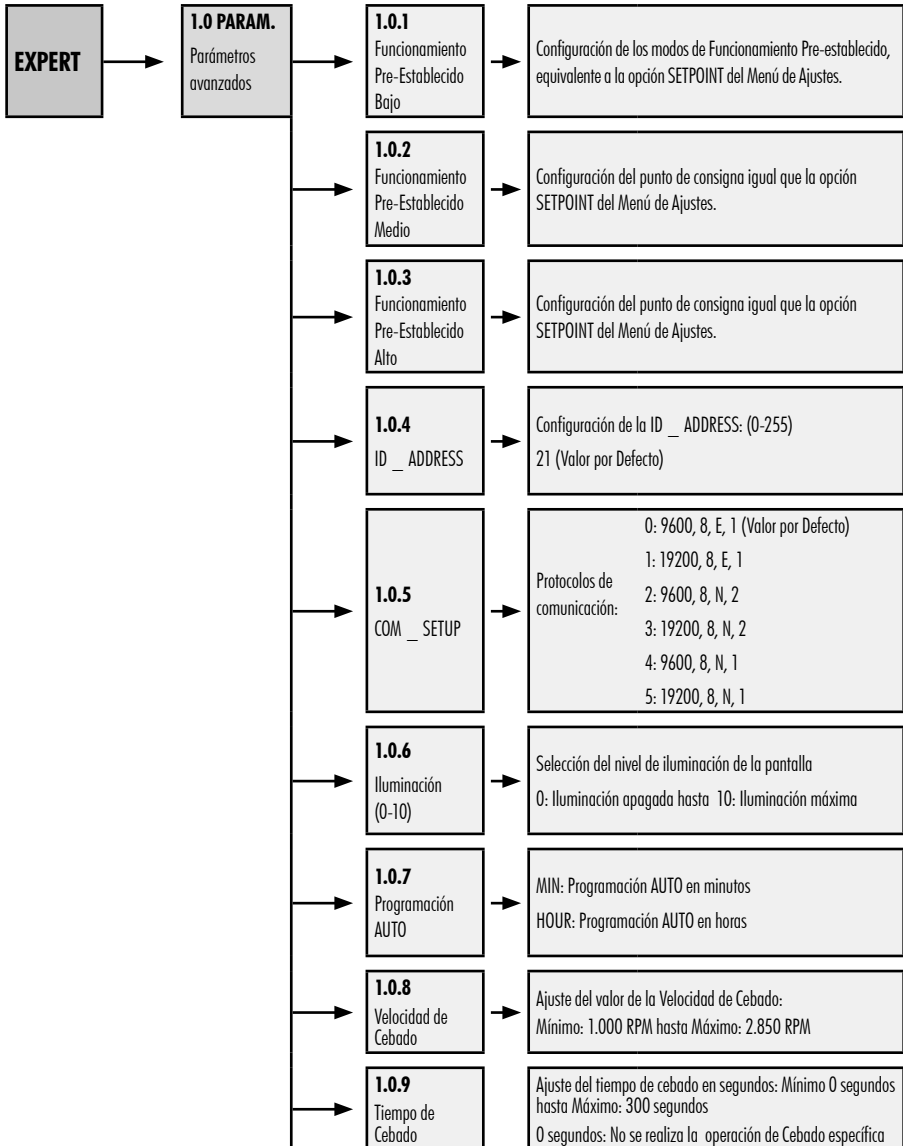 EXPERT
1.0 PARAM.
Parámetros
avanzados
1.0.1
Funcionamiento
Pre-Establecido
Bajo
Configuración de los modos de Funcionamiento Pre-establecido,
equivalente a la opción SETPOINT del Menú de Ajustes.
1.0.2
Funcionamiento
Pre-Establecido
Medio
Configuración del punto de consigna igual que la opción
SETPOINT del Menú de Ajustes.
1.0.3
Funcionamiento
Pre-Establecido
Alto
Configuración del punto de consigna igual que la opción
SETPOINT del Menú de Ajustes.
1.0.4
ID _ ADDRESS
Configuración de la ID _ ADDRESS: (0-255)
21 (Valor por Defecto)
1.0.5
COM _ SETUP
Protocolos de
comunicación:
0: 9600, 8, E, 1 (Valor por Defecto)
1: 19200, 8, E, 1
2: 9600, 8, N, 2
3: 19200, 8, N, 2
4: 9600, 8, N, 1
5: 19200, 8, N, 1
1.0.6
Iluminación
(0-10)
Selección del nivel de iluminación de la pantalla
0: Iluminación apagada hasta 10: Iluminación máxima
1.0.7
Programación
AUTO
MIN: Programación AUTO en minutos
HOUR: Programación AUTO en horas
1.0.8
Velocidad de
Cebado
Ajuste del valor de la Velocidad de Cebado:
Mínimo: 1.000 RPM hasta Máximo: 2.850 RPM
1.0.9
Tiempo de
Cebado
Ajuste del tiempo de cebado en segundos: Mínimo 0 segundos
hasta Máximo: 300 segundos
0 segundos: No se realiza la operación de Cebado específica